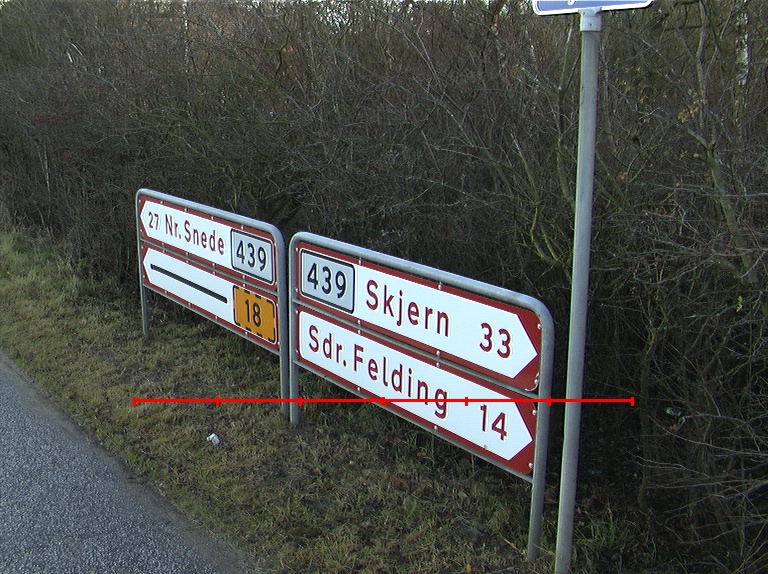 27 Nr. Snede 439
18
439 Skjern 33
Sdr. Felding 14